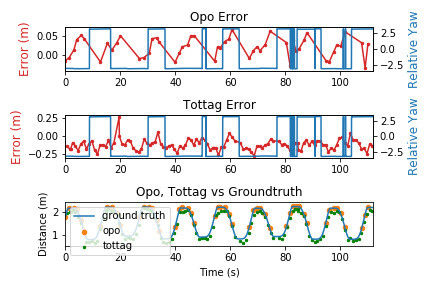 Opo Error
Error (m)
0.05
0.00
2.5
0.0
−2.5
Relative Yaw
0 20 40 60 80 100
Tottag Error
Error (m)
0.25
0.00
−0.25
2.5
0.0
−2.5
Relative Yaw
0 20 40 60 80 100
Opo, Tottag vs Groundtruth
Distance (m)
2
1
ground truth
opo
tottag
0 20 40 60 80 100
Time (s)